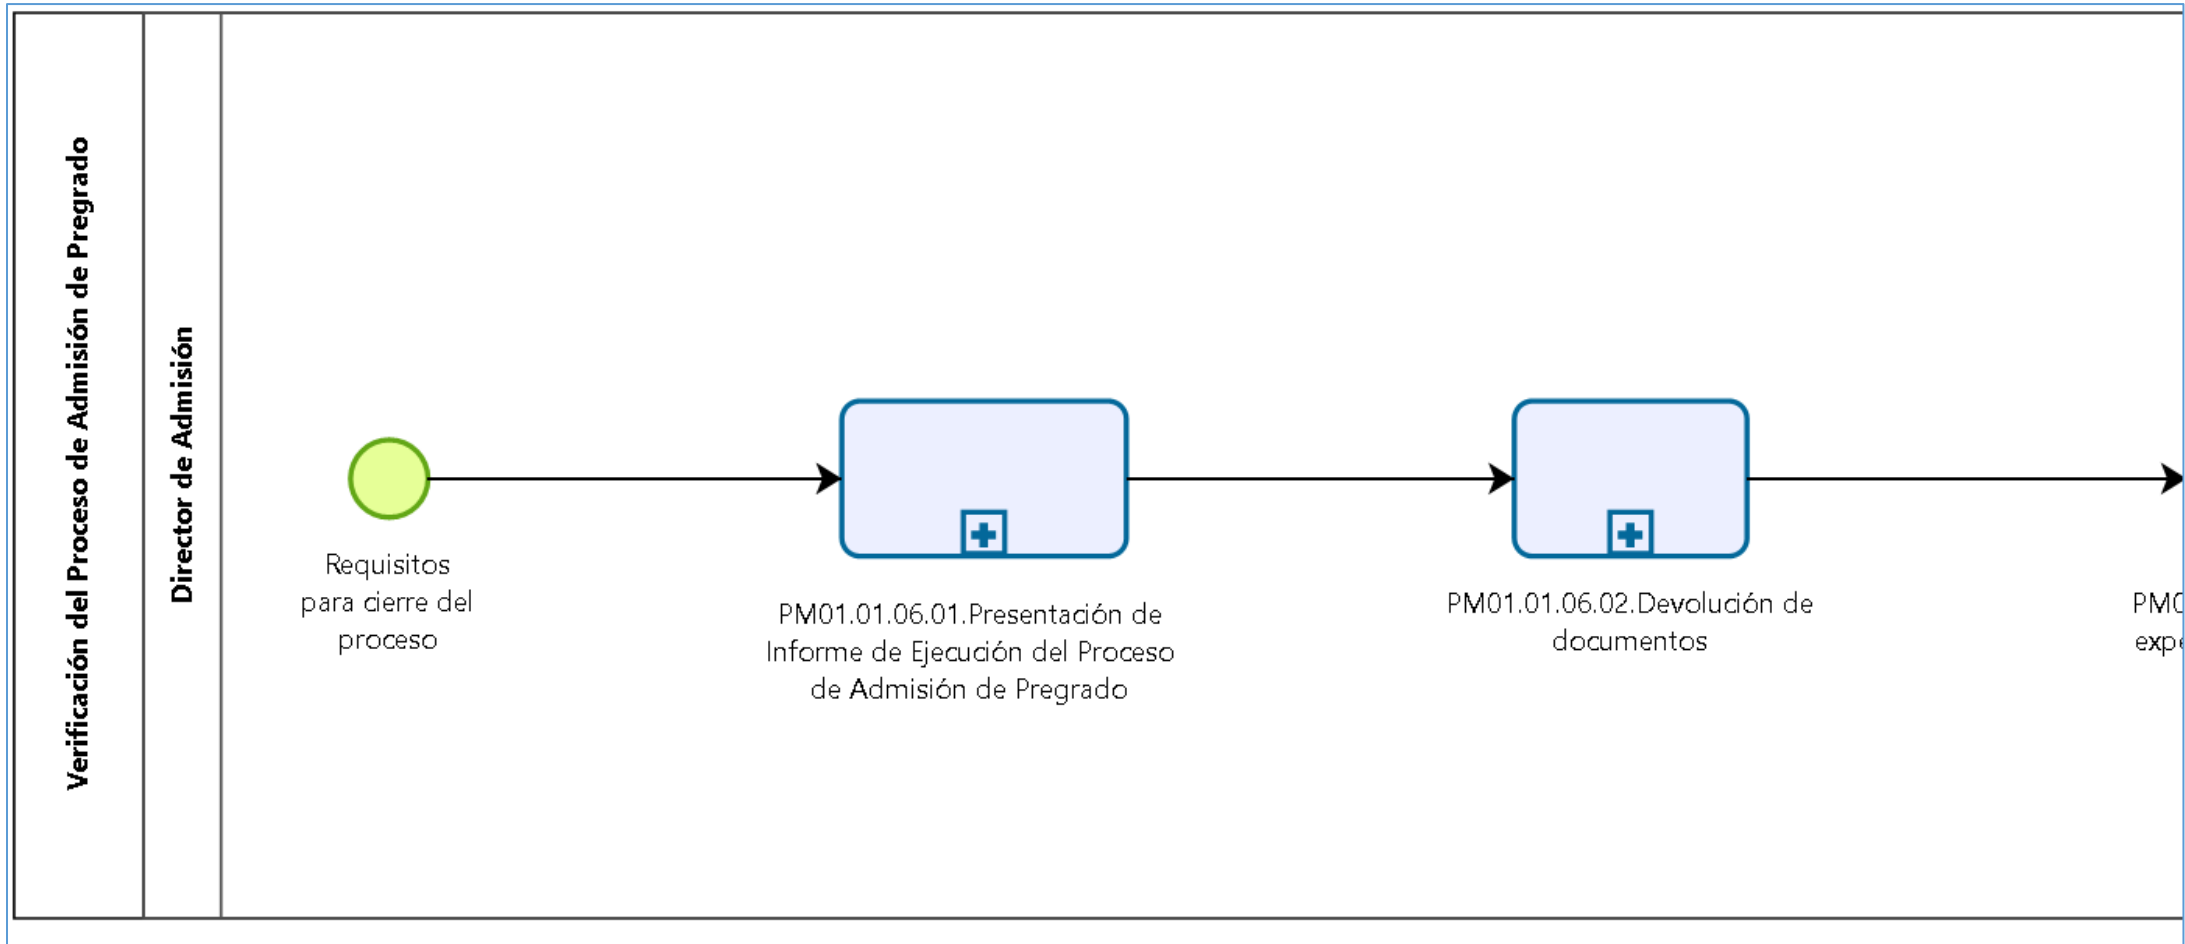 Verificación del Proceso de Admisión de Pregrado
Director de Admisión
Requisitos
para cierre del
proceso
PM01.01.06.01.Presentación de
Informe de Ejecución del Proceso
de Admisión de Pregrado
PM01.01.06.02.Devolución de
documentos